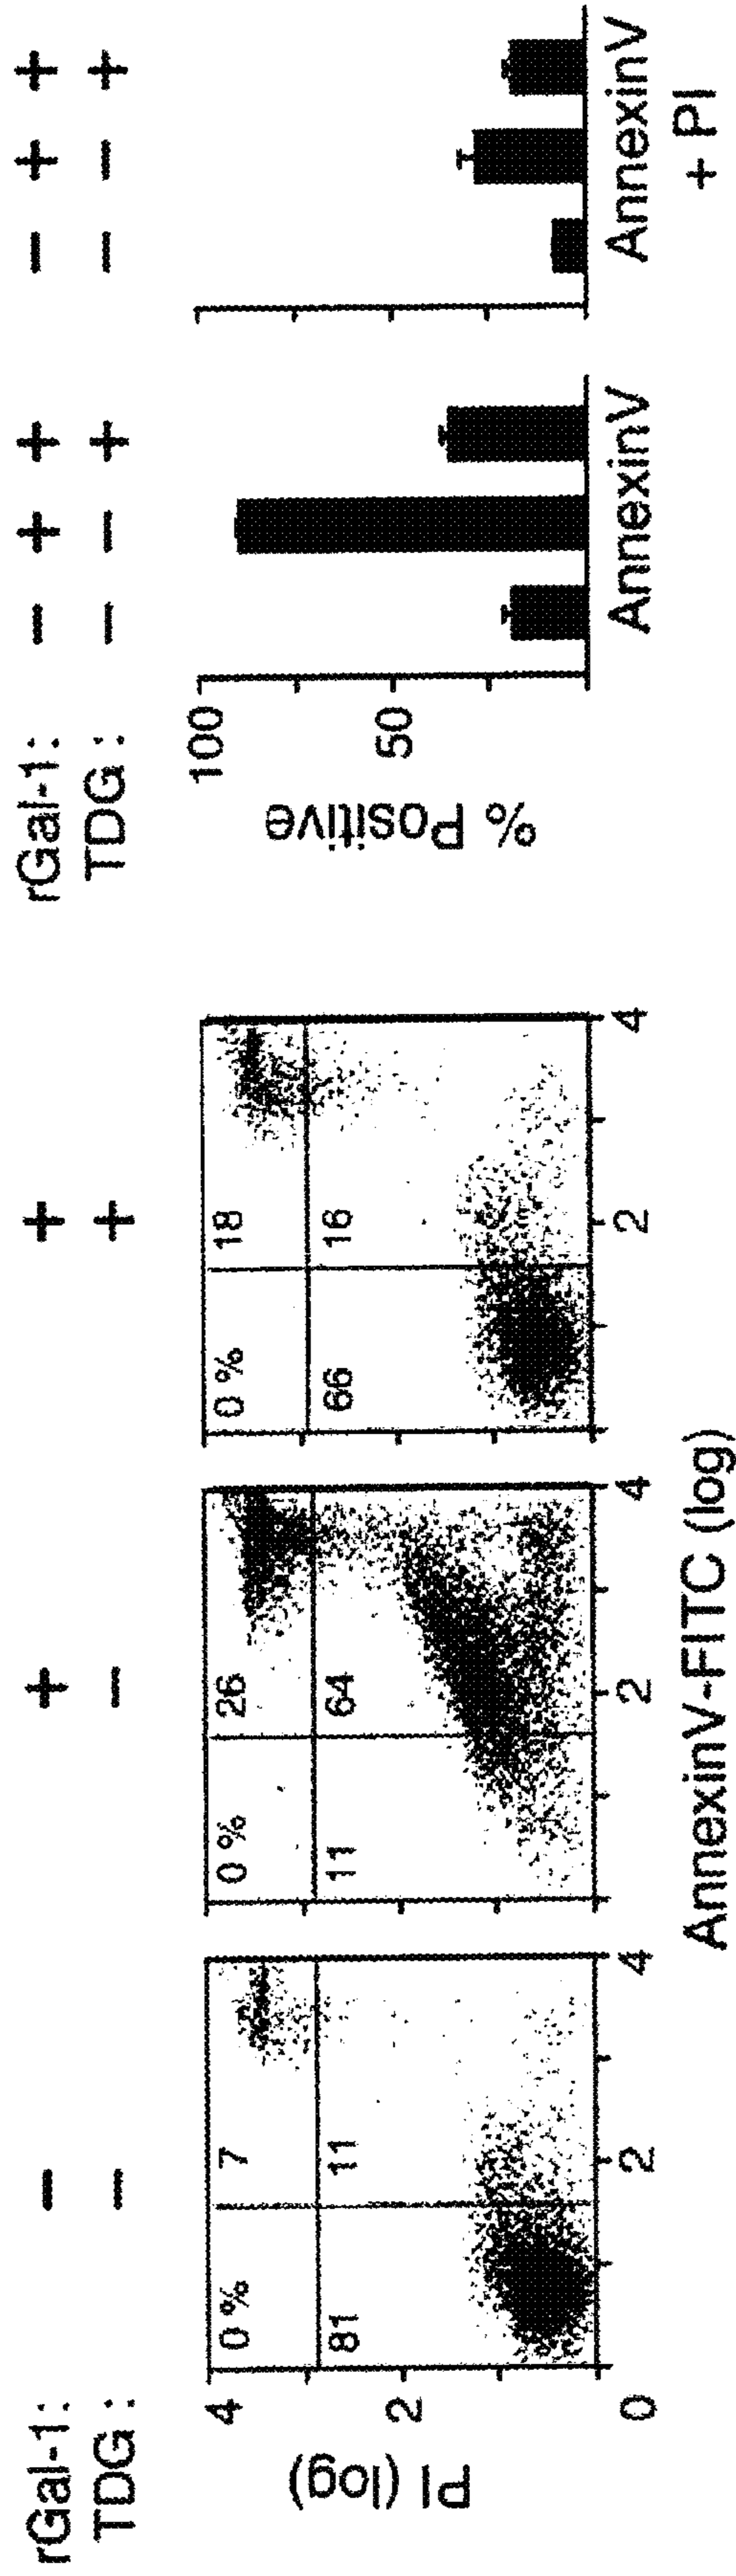 rGal-1: − + +
TDG : − − +
PI (log)
4
2
0
0 % 7
81 11
0 % 26
11 64
0 % 18
66 16
2 4 2 4 2 4
AnnexinV-FITC (log)
rGal-1: − + + − + +
TDG : − − + − − +
% Positive
100
50
AnnexinV AnnexinV
+ PI